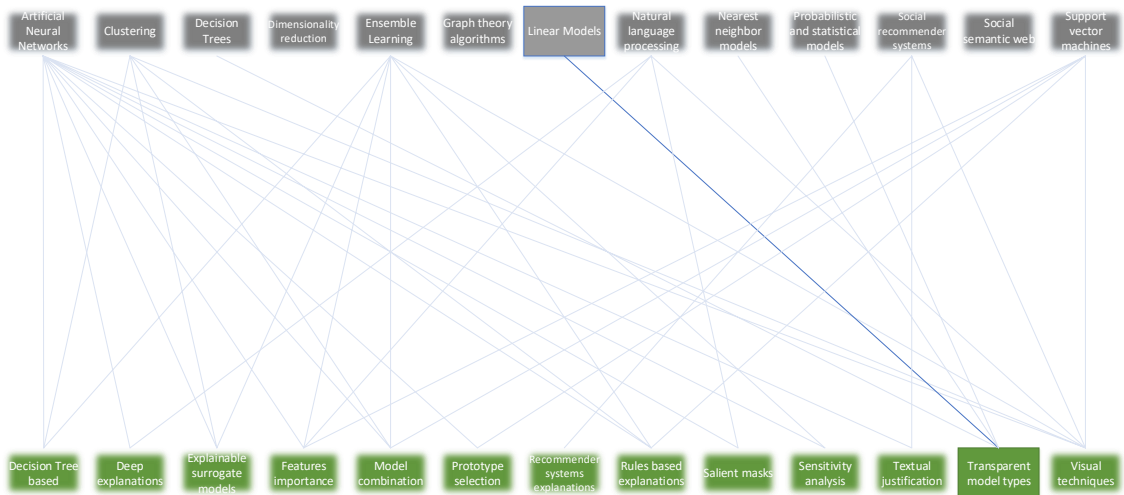 Artificial
Neural
Networks
Clustering
Decision
Trees
Dimensionality
reduction
Ensemble
Learning
Graph theory
algorithms
Linear Models
Natural
language
processing
Nearest
neighbor
models
Probabilistic
and statistical
models
Social
recommender
systems
Social
semantic web
Support
vector
machines
Decision Tree
based
Deep
explanations
Explainable
surrogate
models
Features
importance
Model
combination
Prototype
selection
Recommender
systems
explanations
Rules based
explanations
Salient masks
Sensitivity
analysis
Textual
justification
Transparent
model types
Visual
techniques